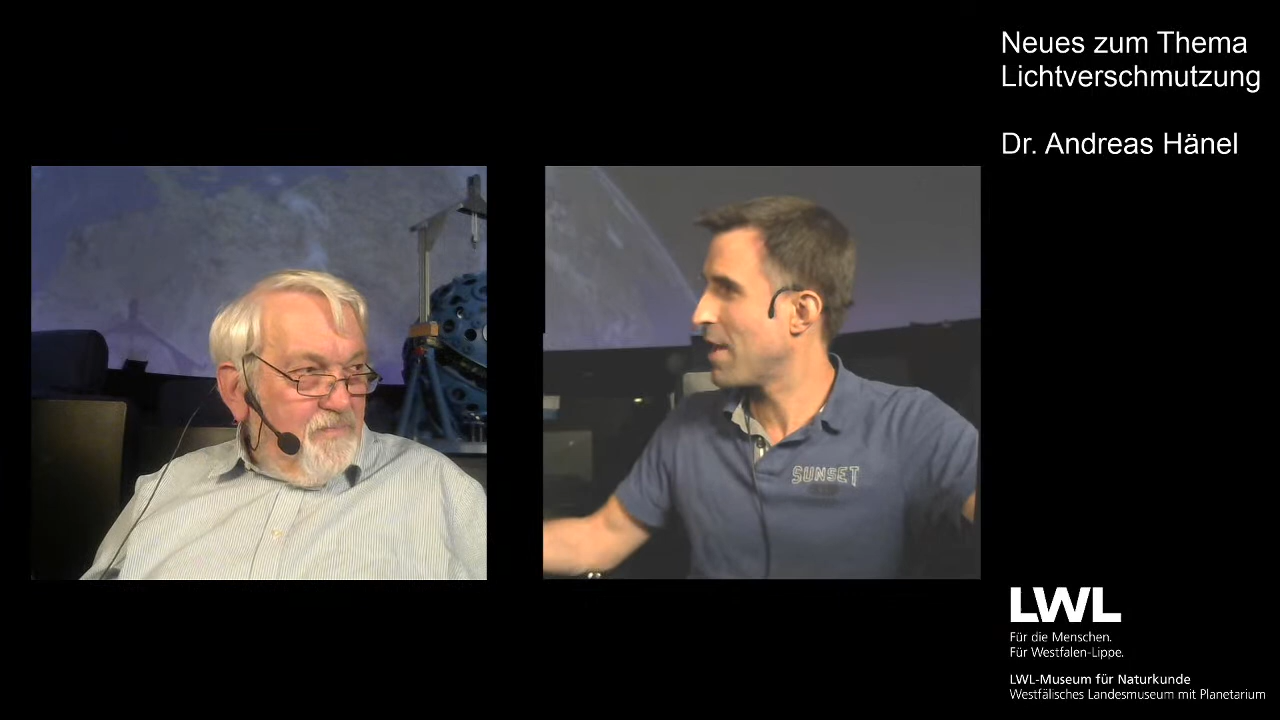 Neues zum Thema
Lichtverschmutzung
Dr. Andreas Hänel
SUNSET
LWL
Für die Menschen.
Für Westfalen-Lippe.
LWL-Museum für Naturkunde
Westfälisches Landesmuseum mit Planetarium